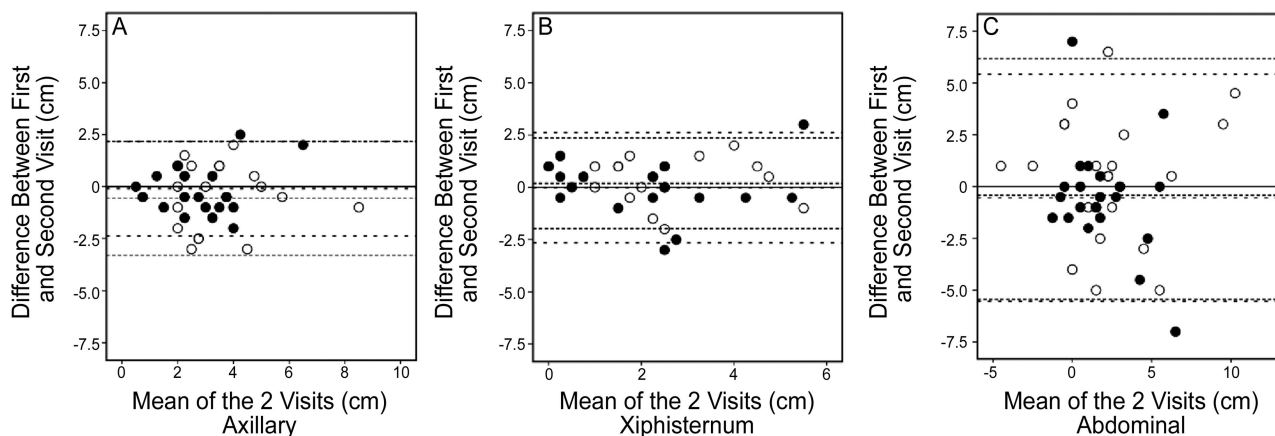 A
Difference Between First
and Second Visit (cm)
7.5
5.0
2.5
0
-2.5
-5.0
-7.5
0 2 4 6 8 10
Mean of the 2 Visits (cm)
Axillary
B
Difference Between First
and Second Visit (cm)
7.5
5.0
2.5
0
-2.5
-5.0
-7.5
0 2 4 6
Mean of the 2 Visits (cm)
Xiphisternum
C
Difference Between First
and Second Visit (cm)
7.5
5.0
2.5
0
-2.5
-5.0
-7.5
-5 0 5 10
Mean of the 2 Visits (cm)
Abdominal